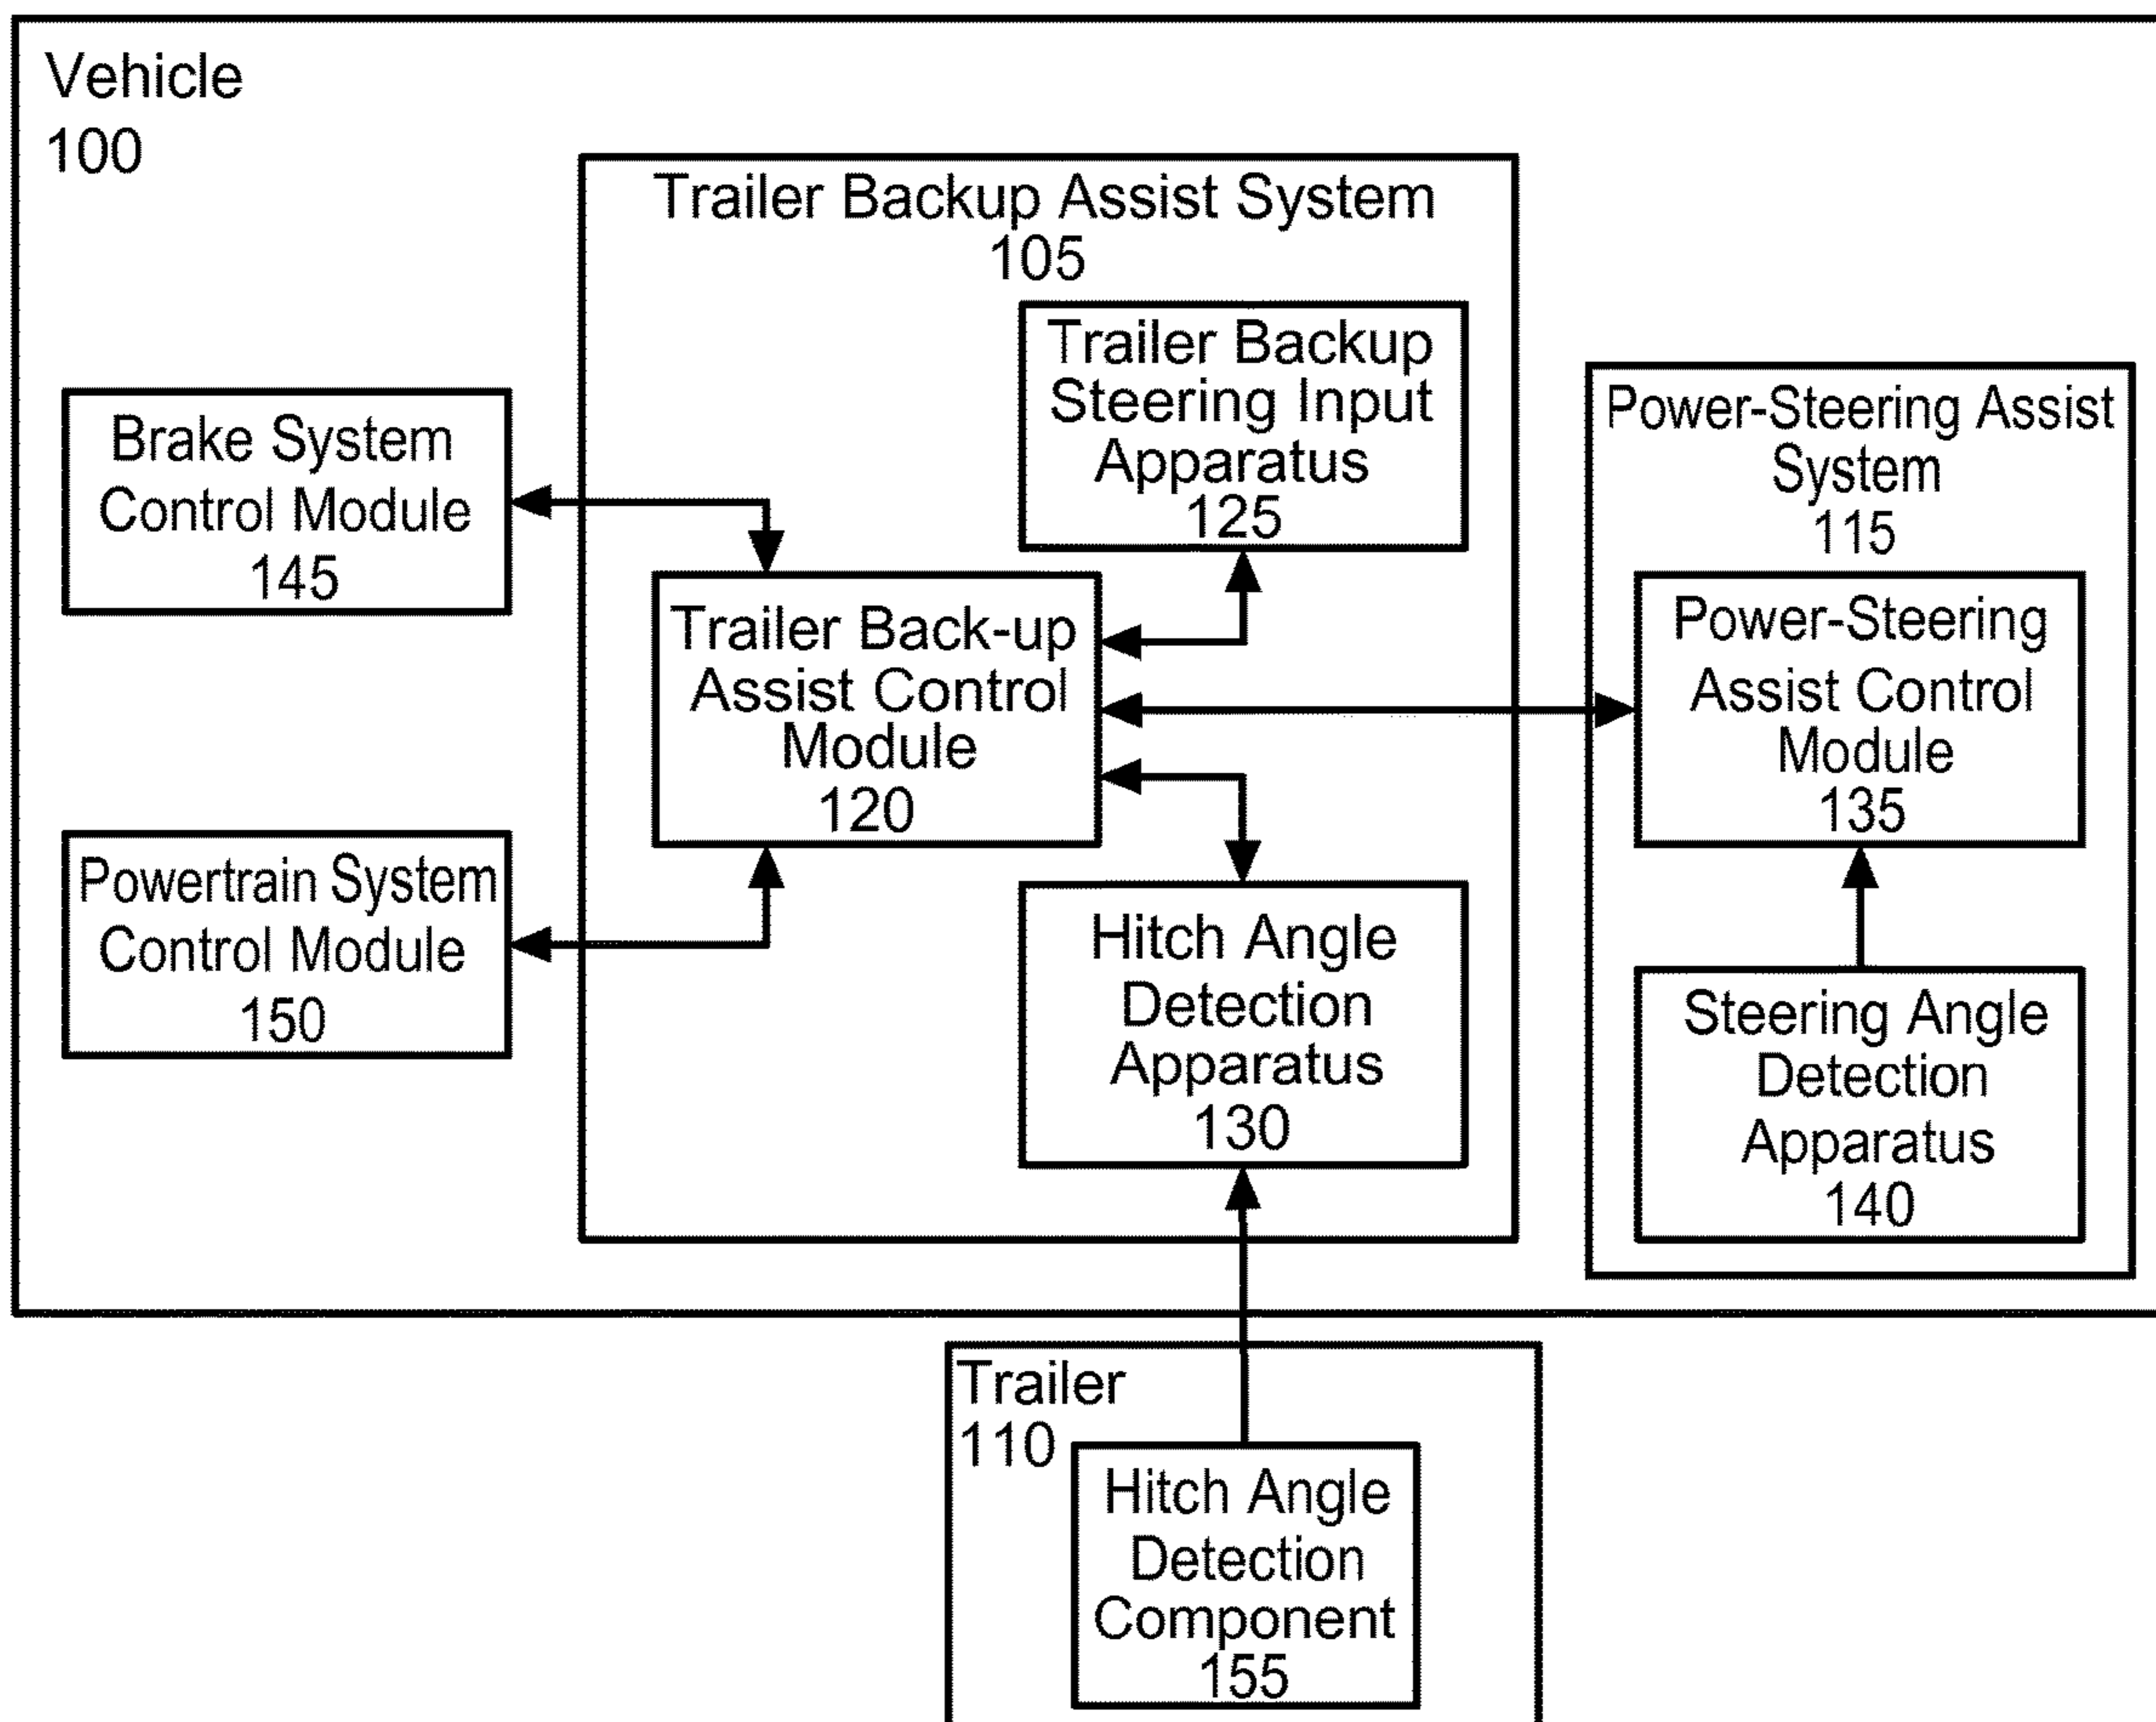 Vehicle
100
Trailer Backup Assist System
105
Trailer Backup
Steering Input
Apparatus
125
Brake System
Control Module
145
Trailer Back-up
Assist Control
Module
120
Powertrain System
Control Module
150
Hitch Angle
Detection
Apparatus
130
Power-Steering Assist
System
115
Power-Steering
Assist Control
Module
135
Steering Angle
Detection
Apparatus
140
Trailer
110
Hitch Angle
Detection
Component
155